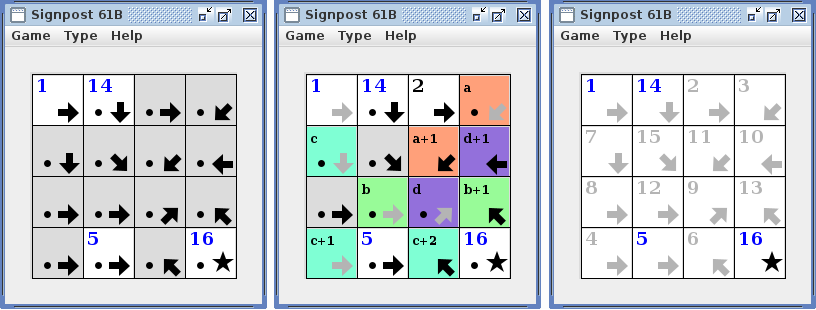 Signpost 61B
Game Type Help
1 14
5 16
Signpost 61B
Game Type Help
1 14 2 a
c a+1 d+1
b d b+1
c+1 5 c+2 16
Signpost 61B
Game Type Help
1 14 2 3
7 15 11 10
8 12 9 13
4 5 6 16